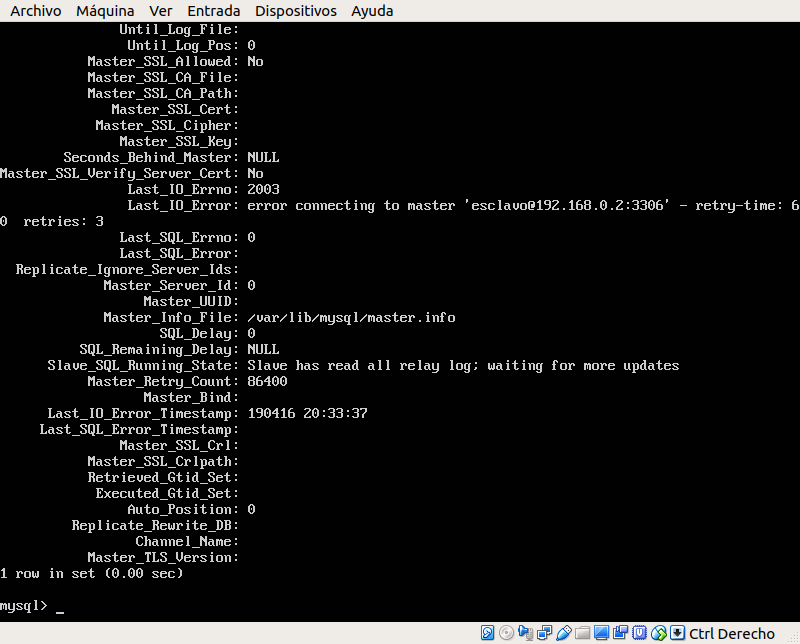 Archivo Máquina Ver Entrada Dispositivos Ayuda
Until_Log_File:
Until_Log_Pos: 0
Master_SSL_Allowed: No
Master_SSL_CA_File:
Master_SSL_CA_Path:
Master_SSL_Cert:
Master_SSL_Cipher:
Master_SSL_Key:
Seconds_Behind_Master: NULL
Master_SSL_Verify_Server_Cert: No
Last_IO_Errno: 2003
Last_IO_Error: error connecting to master 'esclavo@192.168.0.2:3306' - retry-time: 6
0  retries: 3
Last_SQL_Errno: 0
Last_SQL_Error:
Replicate_Ignore_Server_Ids:
Master_Server_Id: 0
Master_UUID:
Master_Info_File: /var/lib/mysql/master.info
SQL_Delay: 0
SQL_Remaining_Delay: NULL
Slave_SQL_Running_State: Slave has read all relay log; waiting for more updates
Master_Retry_Count: 86400
Master_Bind:
Last_IO_Error_Timestamp: 190416 20:33:37
Last_SQL_Error_Timestamp:
Master_SSL_Crl:
Master_SSL_Crlpath:
Retrieved_Gtid_Set:
Executed_Gtid_Set:
Auto_Position: 0
Replicate_Rewrite_DB:
Channel_Name:
Master_TLS_Version:
1 row in set (0.00 sec)
mysql> _
Ctrl Derecho